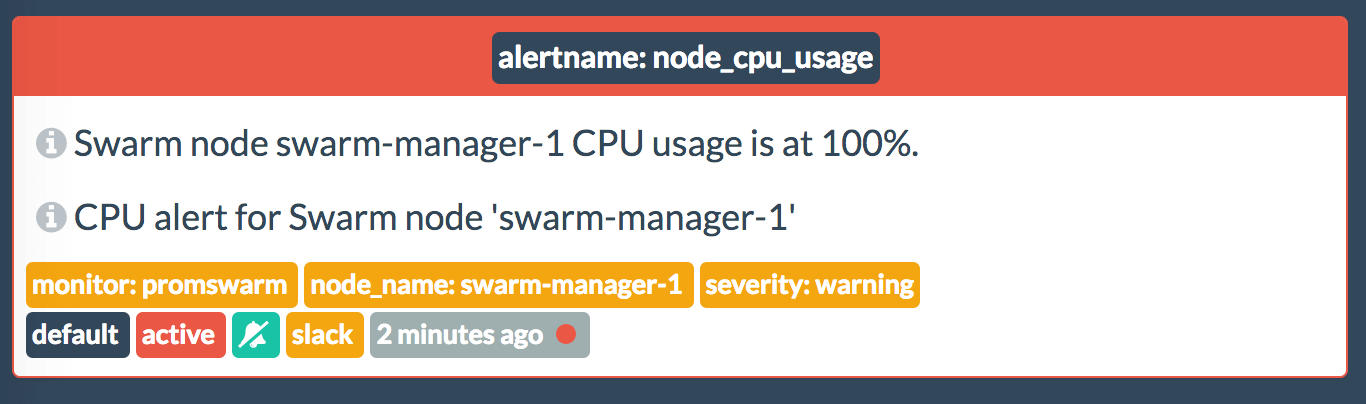 alertname: node_cpu_usage
Swarm node swarm-manager-1 CPU usage is at 100%.
CPU alert for Swarm node 'swarm-manager-1'
monitor: promswarm node_name: swarm-manager-1 severity: warning
default active slack 2 minutes ago